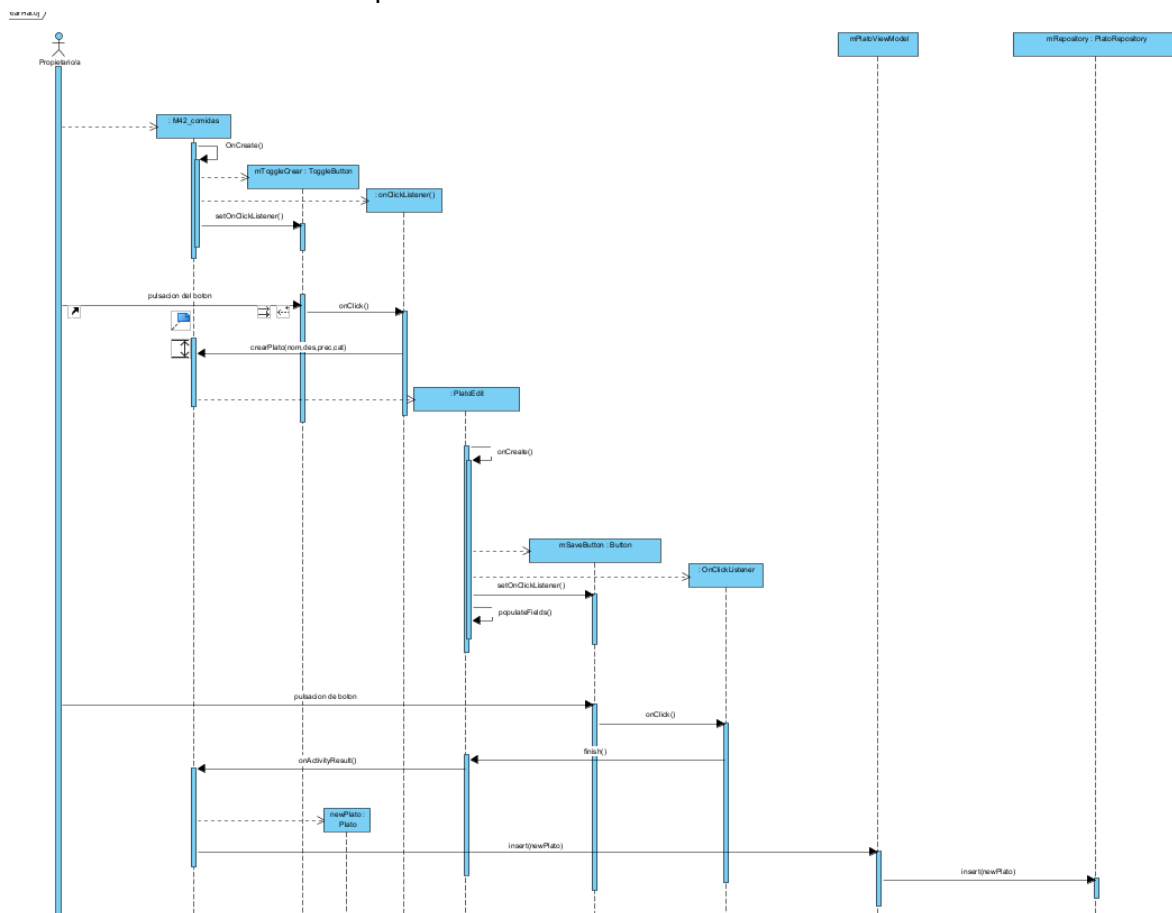 Propietario/a
mPlatoViewModel
mRepository : PlatoRepository
: M42_comidas
OnCreate()
mToggleCrear : ToggleButton
: onClickListener()
setOnClickListener()
pulsacion del boton
onClick()
crearPlato(nom,des,prec,cat)
: PlatoEdit
onCreate()
mSaveButton : Button
: OnClickListener
setOnClickListener()
populateFields()
pulsacion de boton
onClick()
finish()
onActivityResult()
newPlato :
Plato
insert(newPlato)
insert(newPlato)